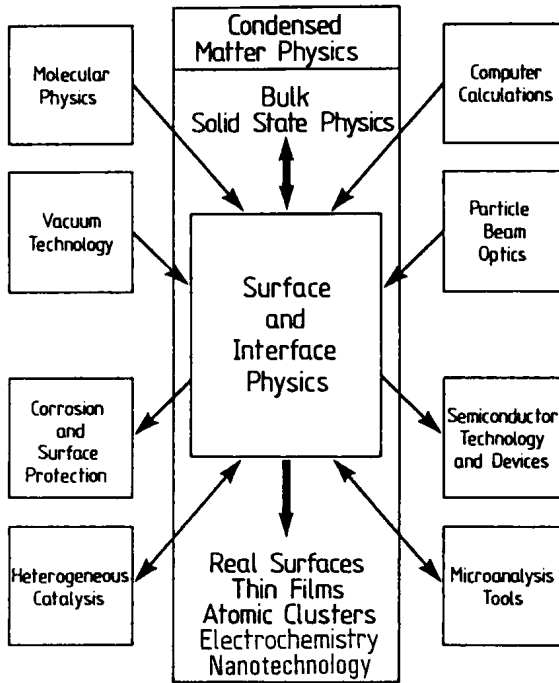 Condensed
Matter Physics
Molecular
Physics
Computer
Calculations
Bulk
Solid State Physics
Vacuum
Technology
Particle
Beam
Optics
Surface
and
Interface
Physics
Corrosion
and
Surface
Protection
Semiconductor
Technology
and Devices
Heterogeneous
Catalysis
Microanalysis
Tools
Real Surfaces
Thin Films
Atomic Clusters
Electrochemistry
Nanotechnology